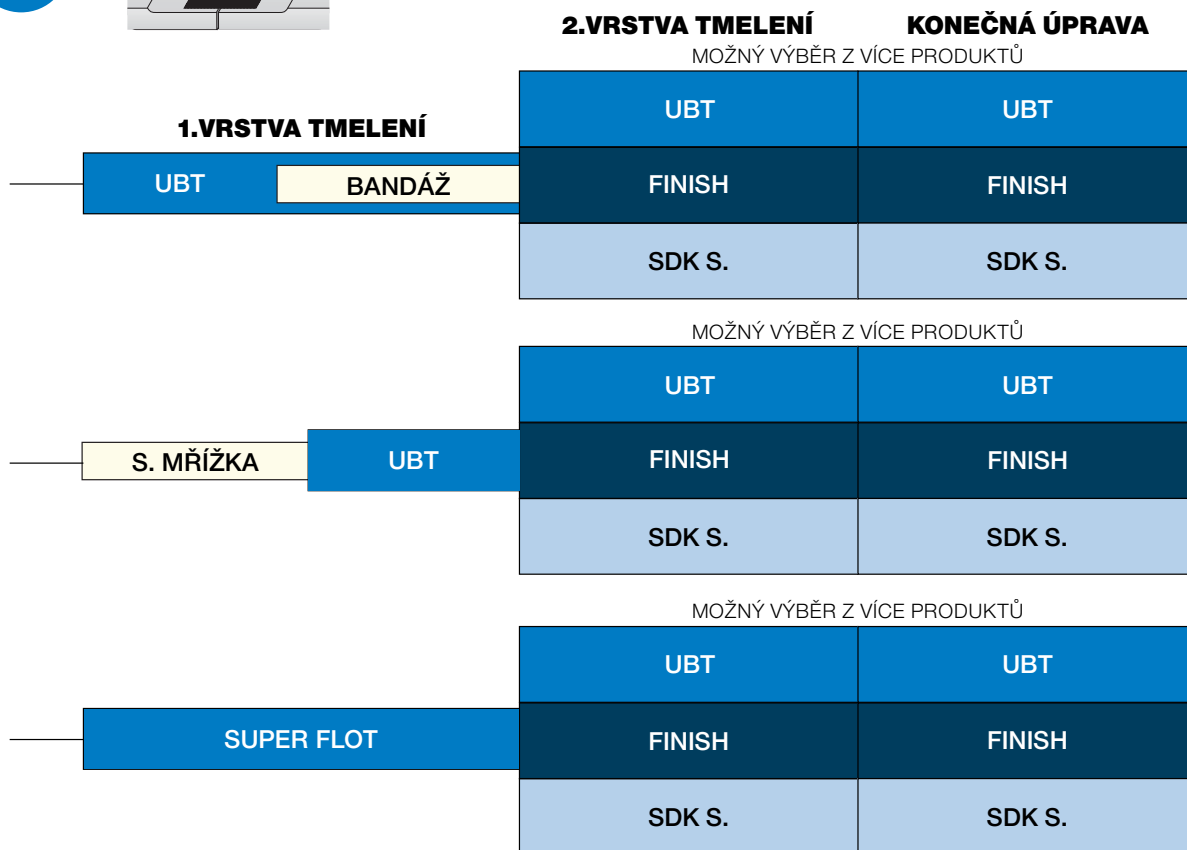 2.VRSTVA TMELENÍ KONEČNÁ ÚPRAVA
MOŽNÝ VÝBĚR Z VÍCE PRODUKTŮ
UBT UBT
1.VRSTVA TMELENÍ
UBT BANDÁŽ FINISH FINISH
SDK S. SDK S.
MOŽNÝ VÝBĚR Z VÍCE PRODUKTŮ
UBT UBT
S. MŘÍŽKA UBT FINISH FINISH
SDK S. SDK S.
MOŽNÝ VÝBĚR Z VÍCE PRODUKTŮ
UBT UBT
SUPER FLOT FINISH FINISH
SDK S. SDK S.